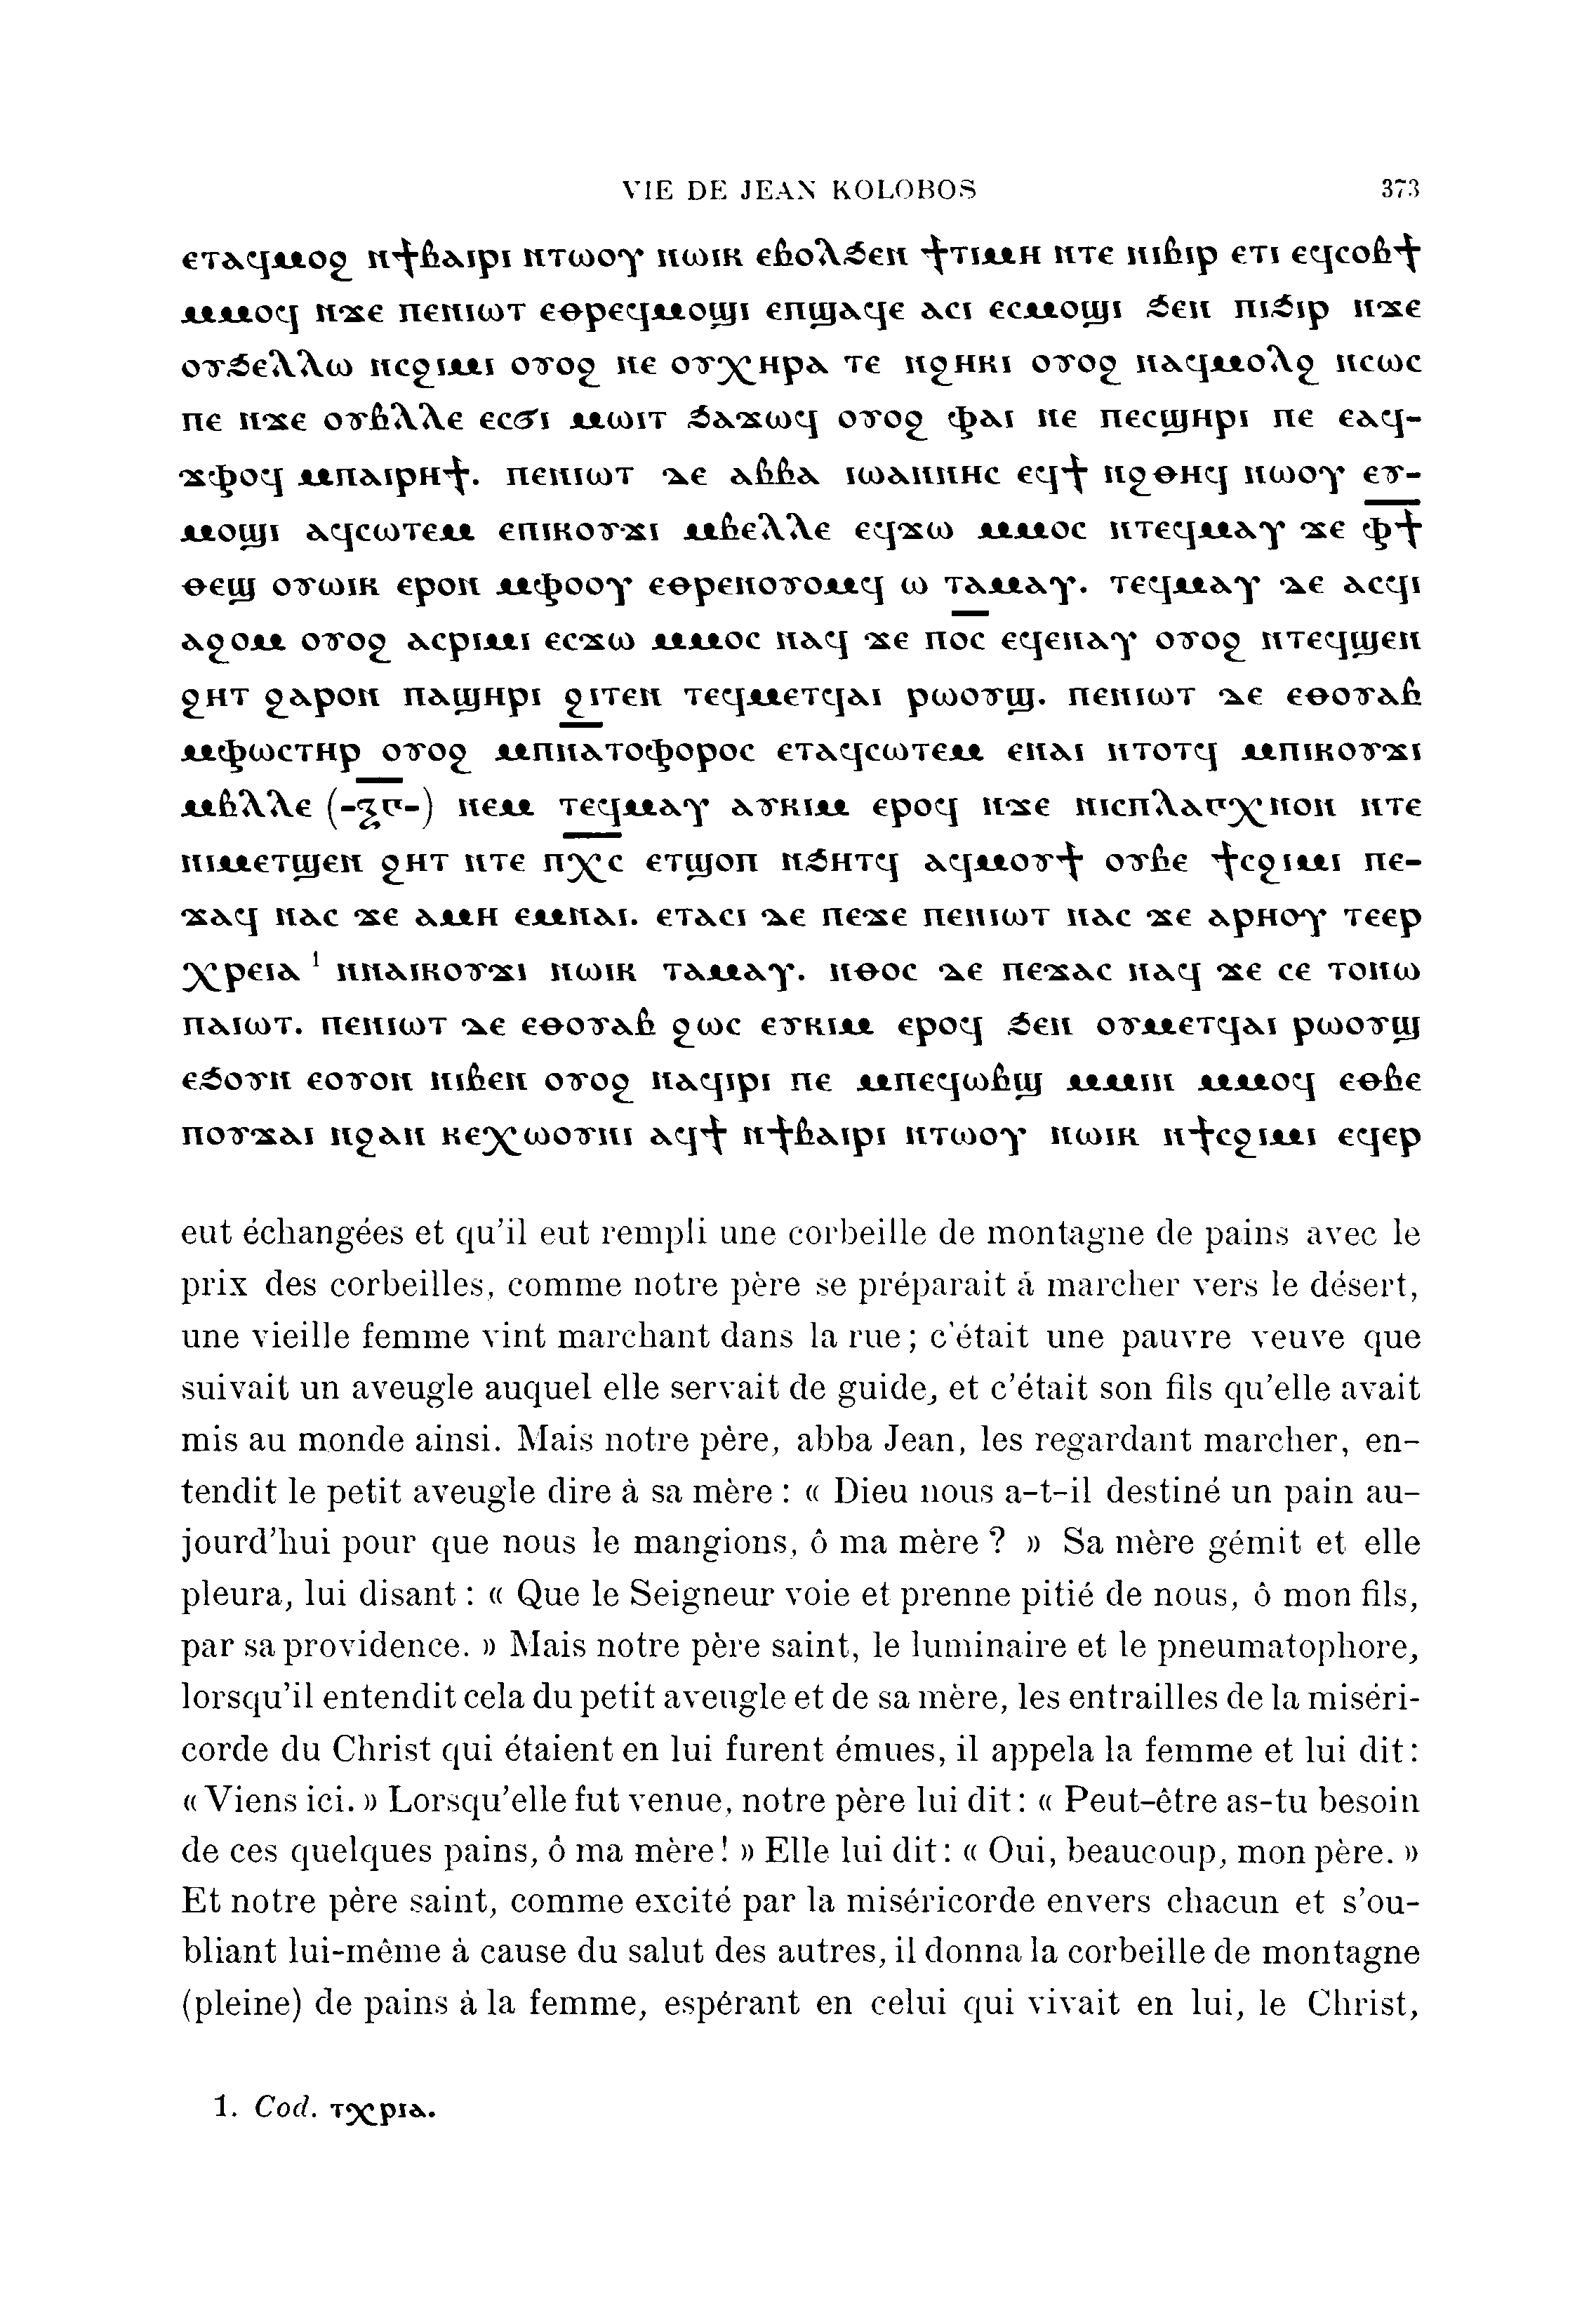 VIE DE JEAN KOLOBOS 373
ⲉⲧⲁϥⲙⲟϩ ⲛϯⲃⲁⲓⲣⲓ ⲛⲧⲱⲟⲩ ⲛⲱⲓⲕ ⲉⲃⲟⲗϧⲉⲛ ϯⲧⲓⲙⲏ ⲛⲧⲉ ⲛⲓⲃⲓⲣ ⲉⲧⲓ ⲉϥⲥⲟⲃϯ
ⲙⲙⲟϥ ⲛϫⲉ ⲡⲉⲛⲓⲱⲧ ⲉⲑⲣⲉϥⲙⲟϣⲓ ⲉⲡϣⲁϥⲉ ⲁⲥⲓ ⲉⲥⲙⲟϣⲓ ϧⲉⲛ ⲡⲓϧⲓⲣ ⲛϫⲉ
ⲟⲩϧⲉⲗⲗⲱ ⲛⲥϩⲓⲙⲓ ⲟⲩⲟϩ ⲛⲉ ⲟⲩⲭⲏⲣⲁ ⲧⲉ ⲛϩⲏⲕⲓ ⲟⲩⲟϩ ⲛⲁϥⲙⲟⲗϩ ⲛⲥⲱⲥ
ⲡⲉ ⲛϫⲉ ⲟⲩⲃⲗⲗⲉ ⲉⲥϭⲓ ⲙⲱⲓⲧ ϧⲁϫⲱϥ ⲟⲩⲟϩ ⲫⲁⲓ ⲛⲉ ⲡⲉⲥϣⲏⲣⲓ ⲡⲉ ⲉⲁϥ-
ϫⲫⲟϥ ⲙⲡⲁⲓⲣⲏϯ. ⲡⲉⲛⲓⲱⲧ ⲇⲉ ⲁⲃⲃⲁ ⲓⲱⲁⲛⲛⲏⲥ ⲉϥϯ ⲛϩⲑⲏϥ ⲛⲱⲟⲩ ⲉⲩ-
ⲙⲟϣⲓ ⲁϥⲥⲱⲧⲉⲙ ⲉⲡⲓⲕⲟⲩϫⲓ ⲙⲃⲉⲗⲗⲉ ⲉϥϫⲱ ⲙⲙⲟⲥ ⲛⲧⲉϥⲙⲁⲩ ϫⲉ ⲫ̅ϯ̅
ⲑⲉϣ ⲟⲩⲱⲓⲕ ⲉⲣⲟⲛ ⲙⲫⲟⲟⲩ ⲉⲑⲣⲉⲛⲟⲩⲟⲙϥ ⲱ ⲧⲁⲙⲁⲩ. ⲧⲉϥⲙⲁⲩ ⲇⲉ ⲁⲥϥⲓ
ⲁϩⲟⲙ ⲟⲩⲟϩ ⲁⲥⲣⲓⲙⲓ ⲉⲥϫⲱ ⲙⲙⲟⲥ ⲛⲁϥ ϫⲉ ⲡⲟ̅ⲥ̅ ⲉϥⲉⲛⲁⲩ ⲟⲩⲟϩ ⲛⲧⲉϥϣⲉⲛ
ϩⲏⲧ ϩⲁⲣⲟⲛ ⲡⲁϣⲏⲣⲓ ϩⲓⲧⲉⲛ ⲧⲉϥⲙⲉⲧϥⲁⲓ ⲣⲱⲟⲩϣ. ⲡⲉⲛⲓⲱⲧ ⲇⲉ ⲉⲑⲟⲩⲁⲃ
ⲙⲫⲱⲥⲧⲏⲣ ⲟⲩⲟϩ ⲙⲡ̅ⲛ̅ⲁ̅ⲧⲟⲫⲟⲣⲟⲥ ⲉⲧⲁϥⲥⲱⲧⲉⲙ ⲉⲛⲁⲓ ⲛⲧⲟⲧϥ ⲙⲡⲓⲕⲟⲩϫⲓ
ⲙⲃⲗⲗⲉ (-ⲝ̅ⲅ̅-) ⲛⲉⲙ ⲧⲉϥⲙⲁⲩ ⲁⲩⲕⲓⲙ ⲉⲣⲟϥ ⲛϫⲉ ⲛⲓⲥⲡⲗⲁⲅⲭⲛⲟⲛ ⲛⲧⲉ
ⲛⲓⲙⲉⲧϣⲉⲛ ϩⲏⲧ ⲛⲧⲉ ⲡⲭ̅ⲥ̅ ⲉⲧϣⲟⲡ ⲛϧⲏⲧϥ ⲁϥⲙⲟⲩϯ ⲟⲩⲃⲉ ϯⲥϩⲓⲙⲓ ⲡⲉ-
ϫⲁϥ ⲛⲁⲥ ϫⲉ ⲁⲙⲏ ⲉⲙⲛⲁⲓ. ⲉⲧⲁⲥⲓ ⲇⲉ ⲡⲉϫⲉ ⲡⲉⲛⲓⲱⲧ ⲛⲁⲥ ϫⲉ ⲁⲣⲏⲟⲩ ⲧⲉⲉⲣ
ⲭⲣⲉⲓⲁ ¹ ⲛⲛⲁⲓⲕⲟⲩϫⲓ ⲛⲱⲓⲕ ⲧⲁⲙⲁⲩ. ⲛⲑⲟⲥ ⲇⲉ ⲡⲉϫⲁⲥ ⲛⲁϥ ϫⲉ ⲥⲉ ⲧⲟⲛⲱ
ⲡⲁⲓⲱⲧ. ⲡⲉⲛⲓⲱⲧ ⲇⲉ ⲉⲑⲟⲩⲁⲃ ϩⲱⲥ ⲉⲩⲕⲓⲙ ⲉⲣⲟϥ ϧⲉⲛ ⲟⲩⲙⲉⲧϥⲁⲓ ⲣⲱⲟⲩϣ
ⲉϧⲟⲩⲛ ⲉⲟⲩⲟⲛ ⲛⲓⲃⲉⲛ ⲟⲩⲟϩ ⲛⲁϥⲓⲣⲓ ⲡⲉ ⲙⲡⲉϥⲱⲃϣ ⲙⲙⲓⲛ ⲙⲙⲟϥ ⲉⲑⲃⲉ
ⲡⲟⲩϫⲁⲓ ⲛϩⲁⲛ ⲕⲉⲭⲱⲟⲩⲛⲓ ⲁϥϯ ⲛϯⲃⲁⲓⲣⲓ ⲛⲧⲱⲟⲩ ⲛⲱⲓⲕ ⲛϯⲥϩⲓⲙⲓ ⲉϥⲉⲣ
eut échangées et qu'il eut rempli une corbeille de montagne de pains avec le
prix des corbeilles, comme notre père se préparait à marcher vers le désert,
une vieille femme vint marchant dans la rue ; c'était une pauvre veuve que
suivait un aveugle auquel elle servait de guide, et c'était son fils qu'elle avait
mis au monde ainsi. Mais notre père, abba Jean, les regardant marcher, en-
tendit le petit aveugle dire à sa mère : « Dieu nous a-t-il destiné un pain au-
jourd'hui pour que nous le mangions, ô ma mère ? » Sa mère gémit et elle
pleura, lui disant : « Que le Seigneur voie et prenne pitié de nous, ô mon fils,
par sa providence. » Mais notre père saint, le luminaire et le pneumatophore,
lorsqu'il entendit cela du petit aveugle et de sa mère, les entrailles de la miséri-
corde du Christ qui étaient en lui furent émues, il appela la femme et lui dit :
« Viens ici. » Lorsqu'elle fut venue, notre père lui dit : « Peut-être as-tu besoin
de ces quelques pains, ô ma mère ! » Elle lui dit : « Oui, beaucoup, mon père. »
Et notre père saint, comme excité par la miséricorde envers chacun et s'ou-
bliant lui-même à cause du salut des autres, il donna la corbeille de montagne
(pleine) de pains à la femme, espérant en celui qui vivait en lui, le Christ,
1. Cod. ⲧⲭⲣⲓⲁ.